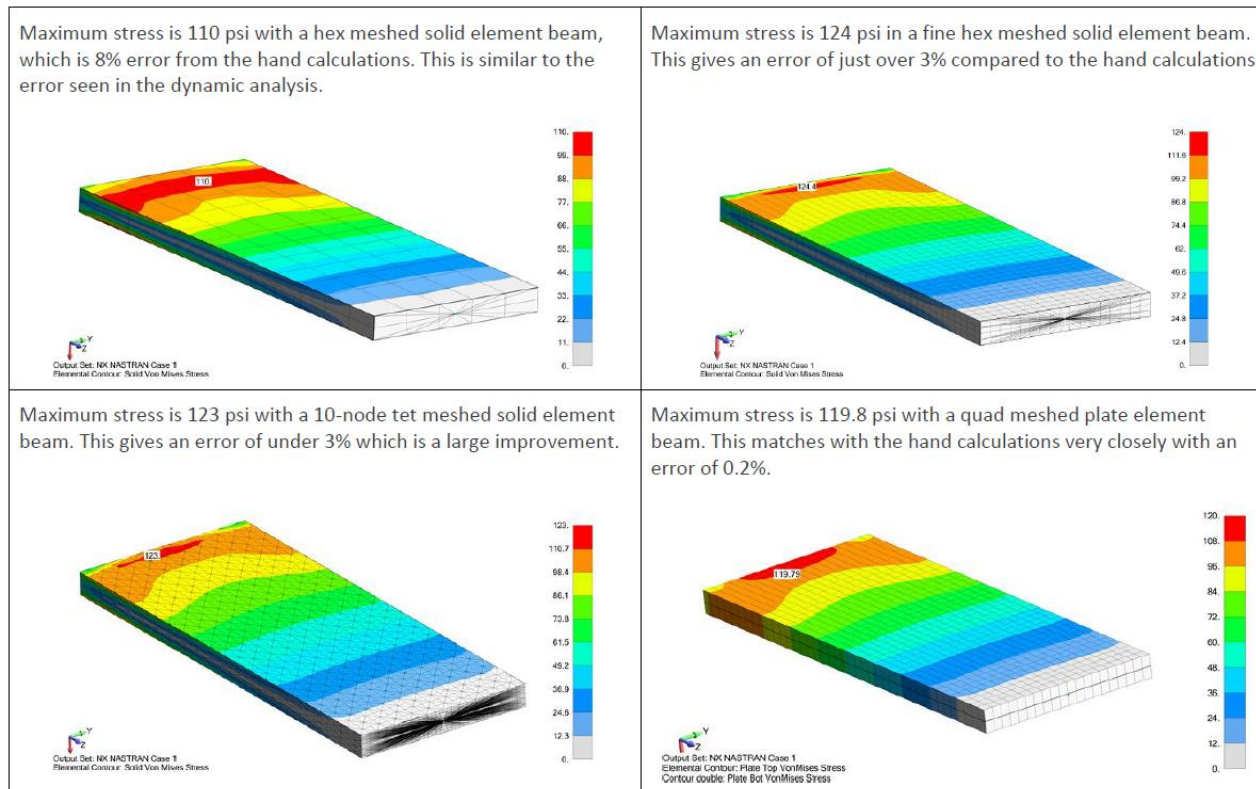 Maximum stress is 110 psi with a hex meshed solid element beam,
which is 8% error from the hand calculations. This is similar to the
error seen in the dynamic analysis.
110.
99.
88.
77.
66.
55.
44.
33.
22.
11.
0.
110.
Y
Z
Output Set: NX NASTRAN Case 1
Elemental Contour: Solid Von Mises Stress
Maximum stress is 124 psi in a fine hex meshed solid element beam.
This gives an error of just over 3% compared to the hand calculations
124.
111.6
99.2
86.8
74.4
62.
49.6
37.2
24.8
12.4
0.
124.4
Y
Z
Output Set: NX NASTRAN Case 1
Elemental Contour: Solid Von Mises Stress
Maximum stress is 123 psi with a 10-node tet meshed solid element
beam. This gives an error of under 3% which is a large improvement.
123.
110.7
98.4
86.1
73.8
61.5
49.2
36.9
24.6
12.3
0.
123.
Y
Z
Output Set: NX NASTRAN Case 1
Elemental Contour: Solid Von Mises Stress
Maximum stress is 119.8 psi with a quad meshed plate element
beam. This matches with the hand calculations very closely with an
error of 0.2%.
120.
108.
96.
84.
72.
60.
48.
36.
24.
12.
0.
119.79
Y
Z
Output Set: NX NASTRAN Case 1
Elemental Contour: Plate Top VonMises Stress
Contour double: Plate Bot VonMises Stress